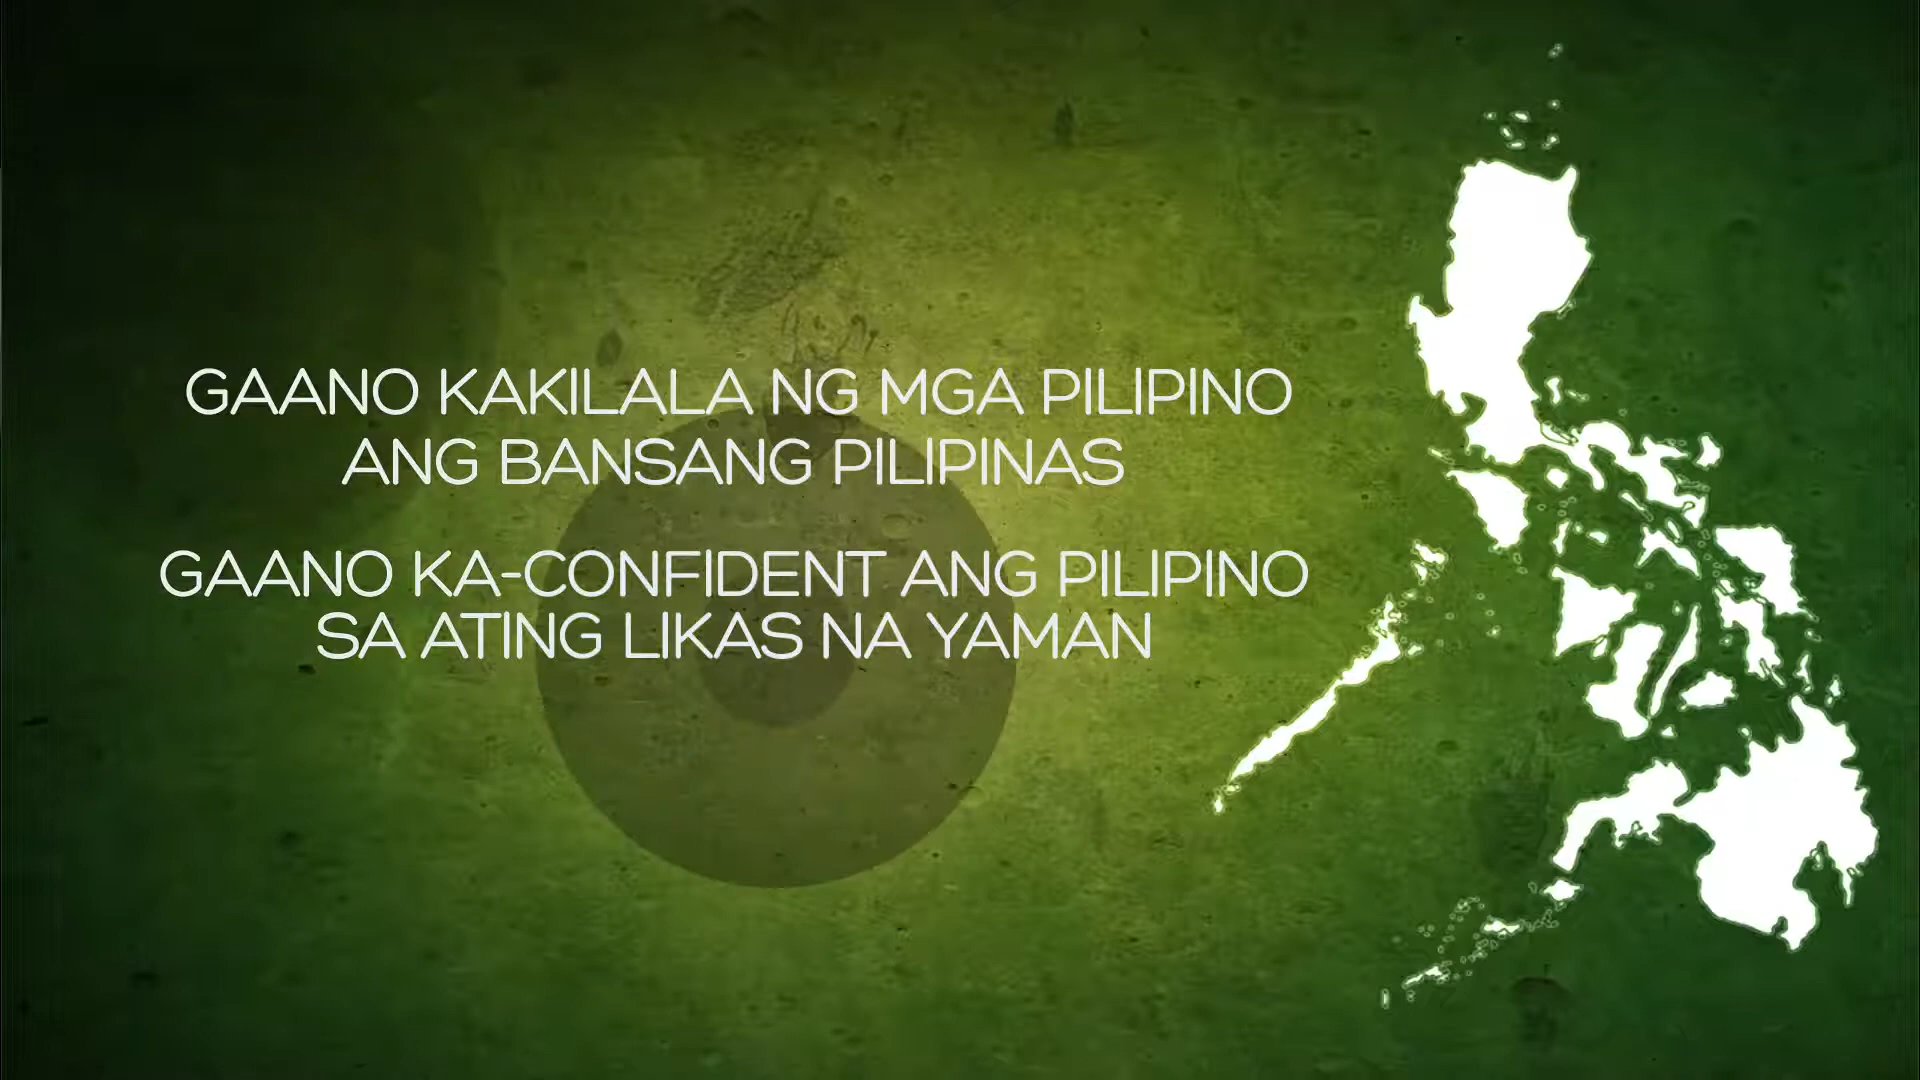 GAANO KAKILALA NG MGA PILIPINO
ANG BANSANG PILIPINAS
GAANO KA-CONFIDENT ANG PILIPINO
SA ATING LIKAS NA YAMAN